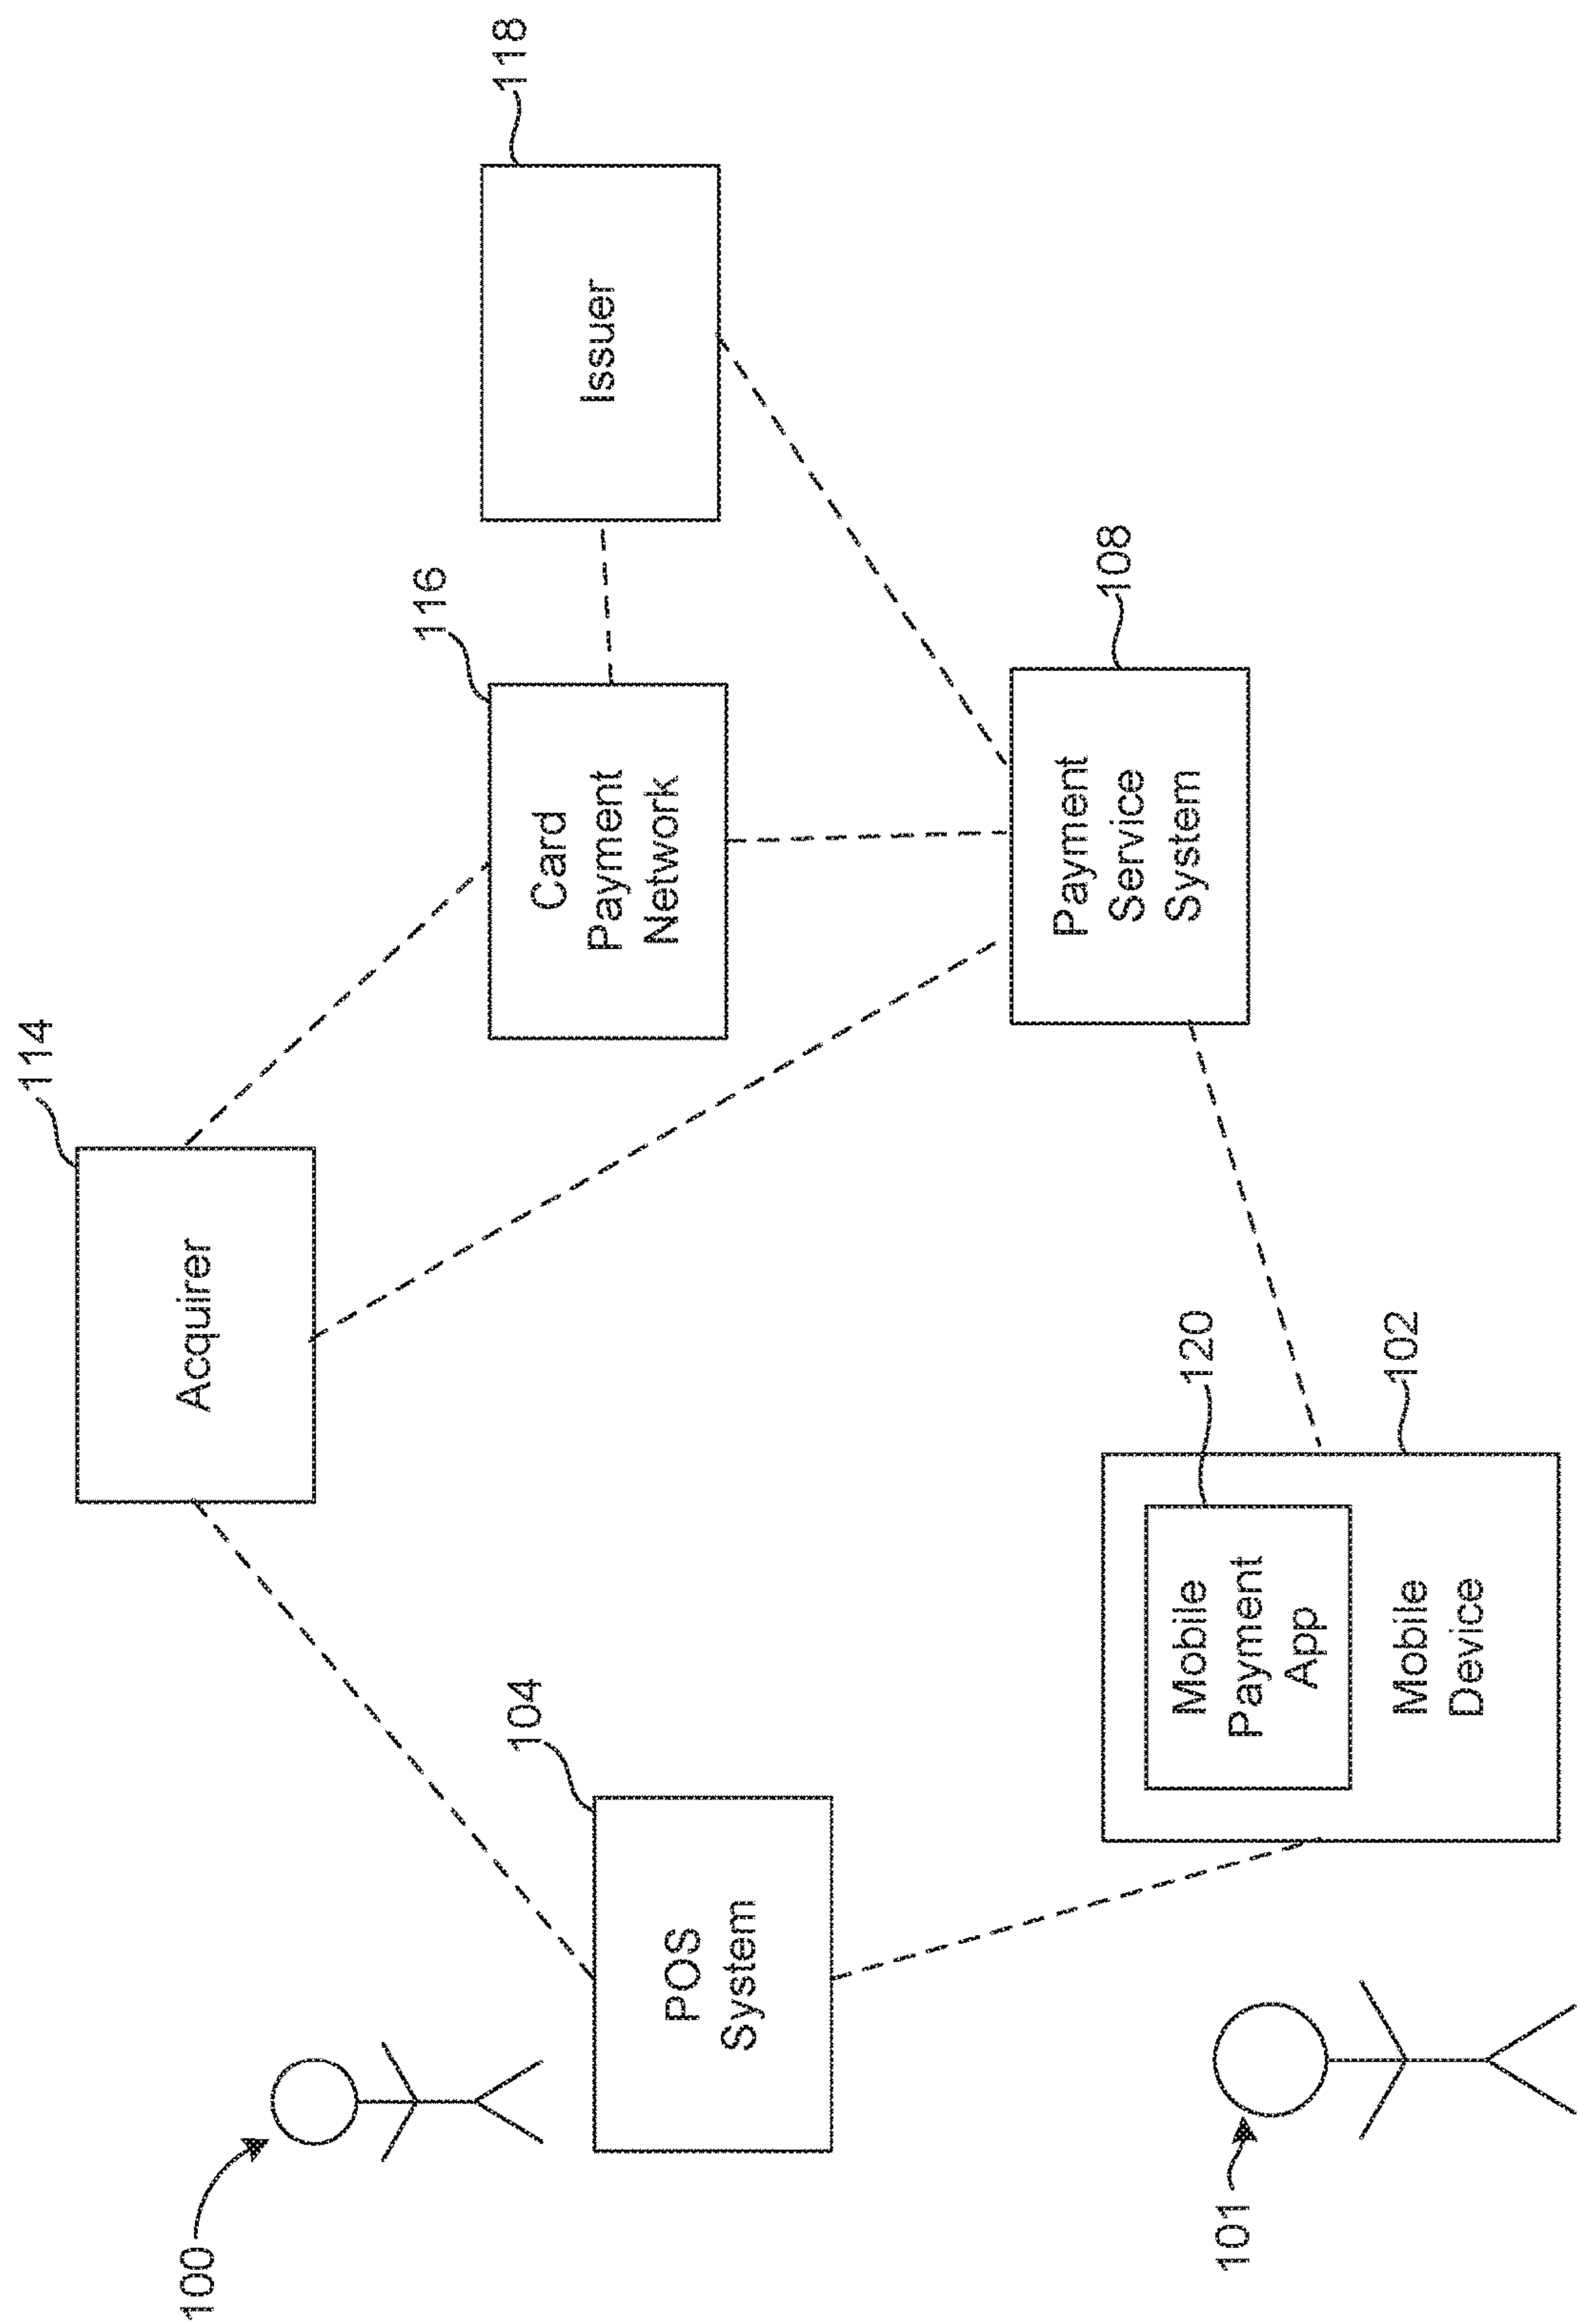 114
Acquirer
116
Card
Payment
Network
118
Issuer
100
104
POS
System
108
Payment
Service
System
101
120
Mobile
Payment
App
102
Mobile
Device